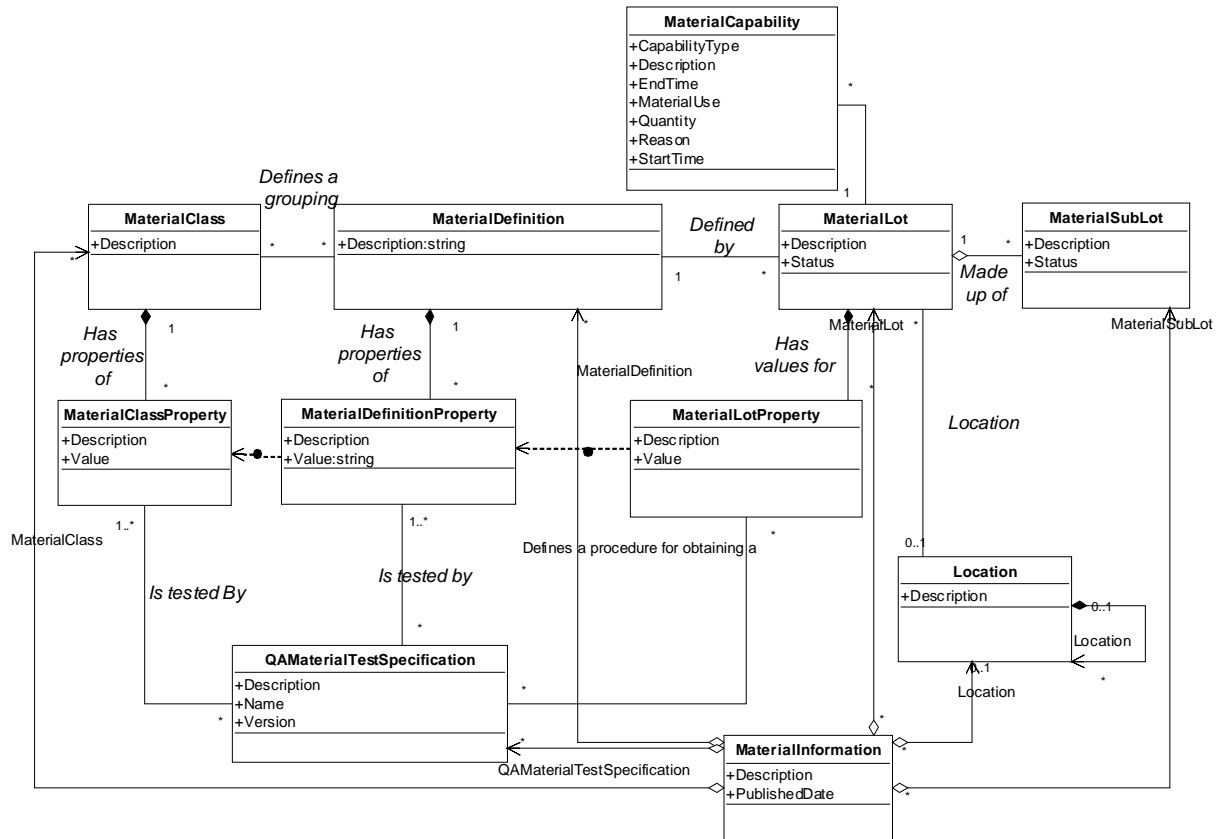 MaterialCapability
+CapabilityType
+Description
+EndTime
+MaterialUse
+Quantity
+Reason
+StartTime
*
1
Defines a
grouping
MaterialClass
+Description
*
*
*
MaterialDefinition
+Description:string
Defined
by
1
*
MaterialLot
+Description
+Status
1
*
Made
up of
MaterialSubLot
+Description
+Status
1
Has
properties
of
*
1
Has
properties
of
*
*
MaterialDefinition
MaterialLot
Has
values for
*
*
MaterialSubLot
*
MaterialClassProperty
+Description
+Value
MaterialDefinitionProperty
+Description
+Value:string
MaterialLotProperty
+Description
+Value
Location
1..*
MaterialClass
1..*
Defines a procedure for obtaining a
*
0..1
Is tested By
Is tested by
Location
+Description
0..1
Location
*
*
QAMaterialTestSpecification
+Description
+Name
+Version
*
*
0..1
Location
*
QAMaterialTestSpecification
*
*
*
MaterialInformation
+Description
+PublishedDate